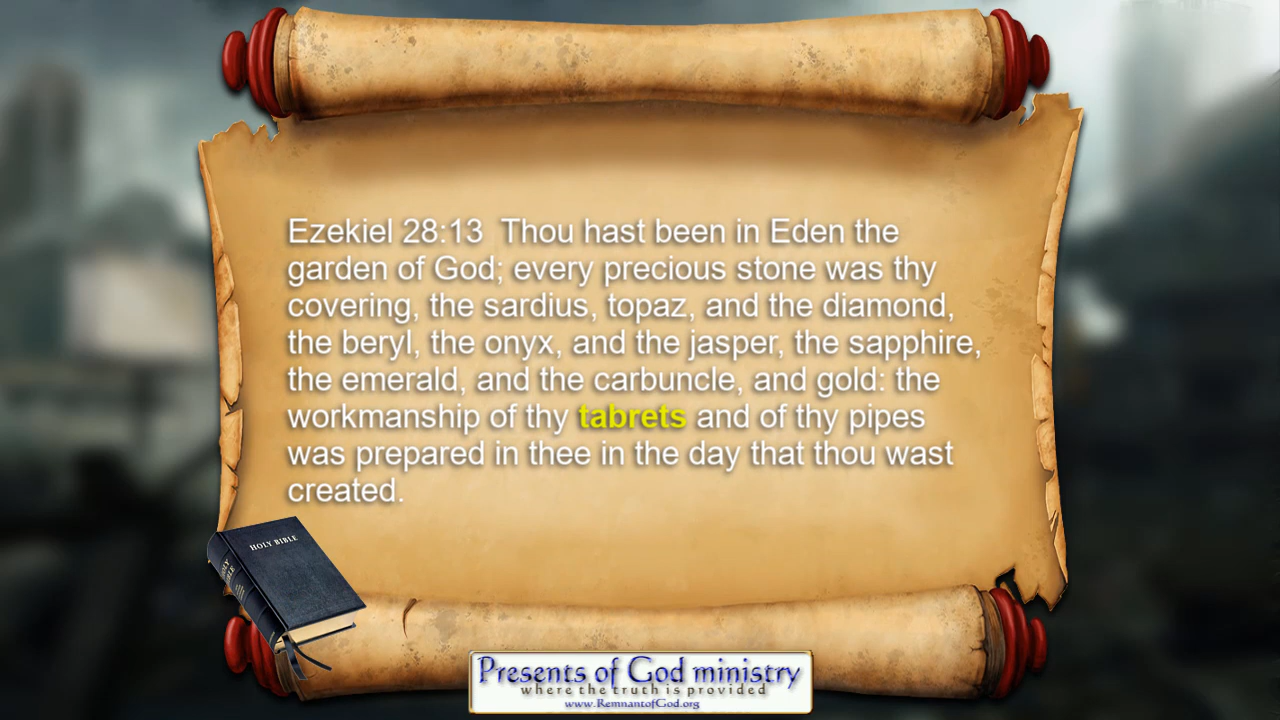 Ezekiel 28:13  Thou hast been in Eden the
garden of God; every precious stone was thy
covering, the sardius, topaz, and the diamond,
the beryl, the onyx, and the jasper, the sapphire,
the emerald, and the carbuncle, and gold: the
workmanship of thy tabrets and of thy pipes
was prepared in thee in the day that thou wast
created.
HOLY BIBLE
Presents of God ministry
where the truth is provided
www.RemnantofGod.org